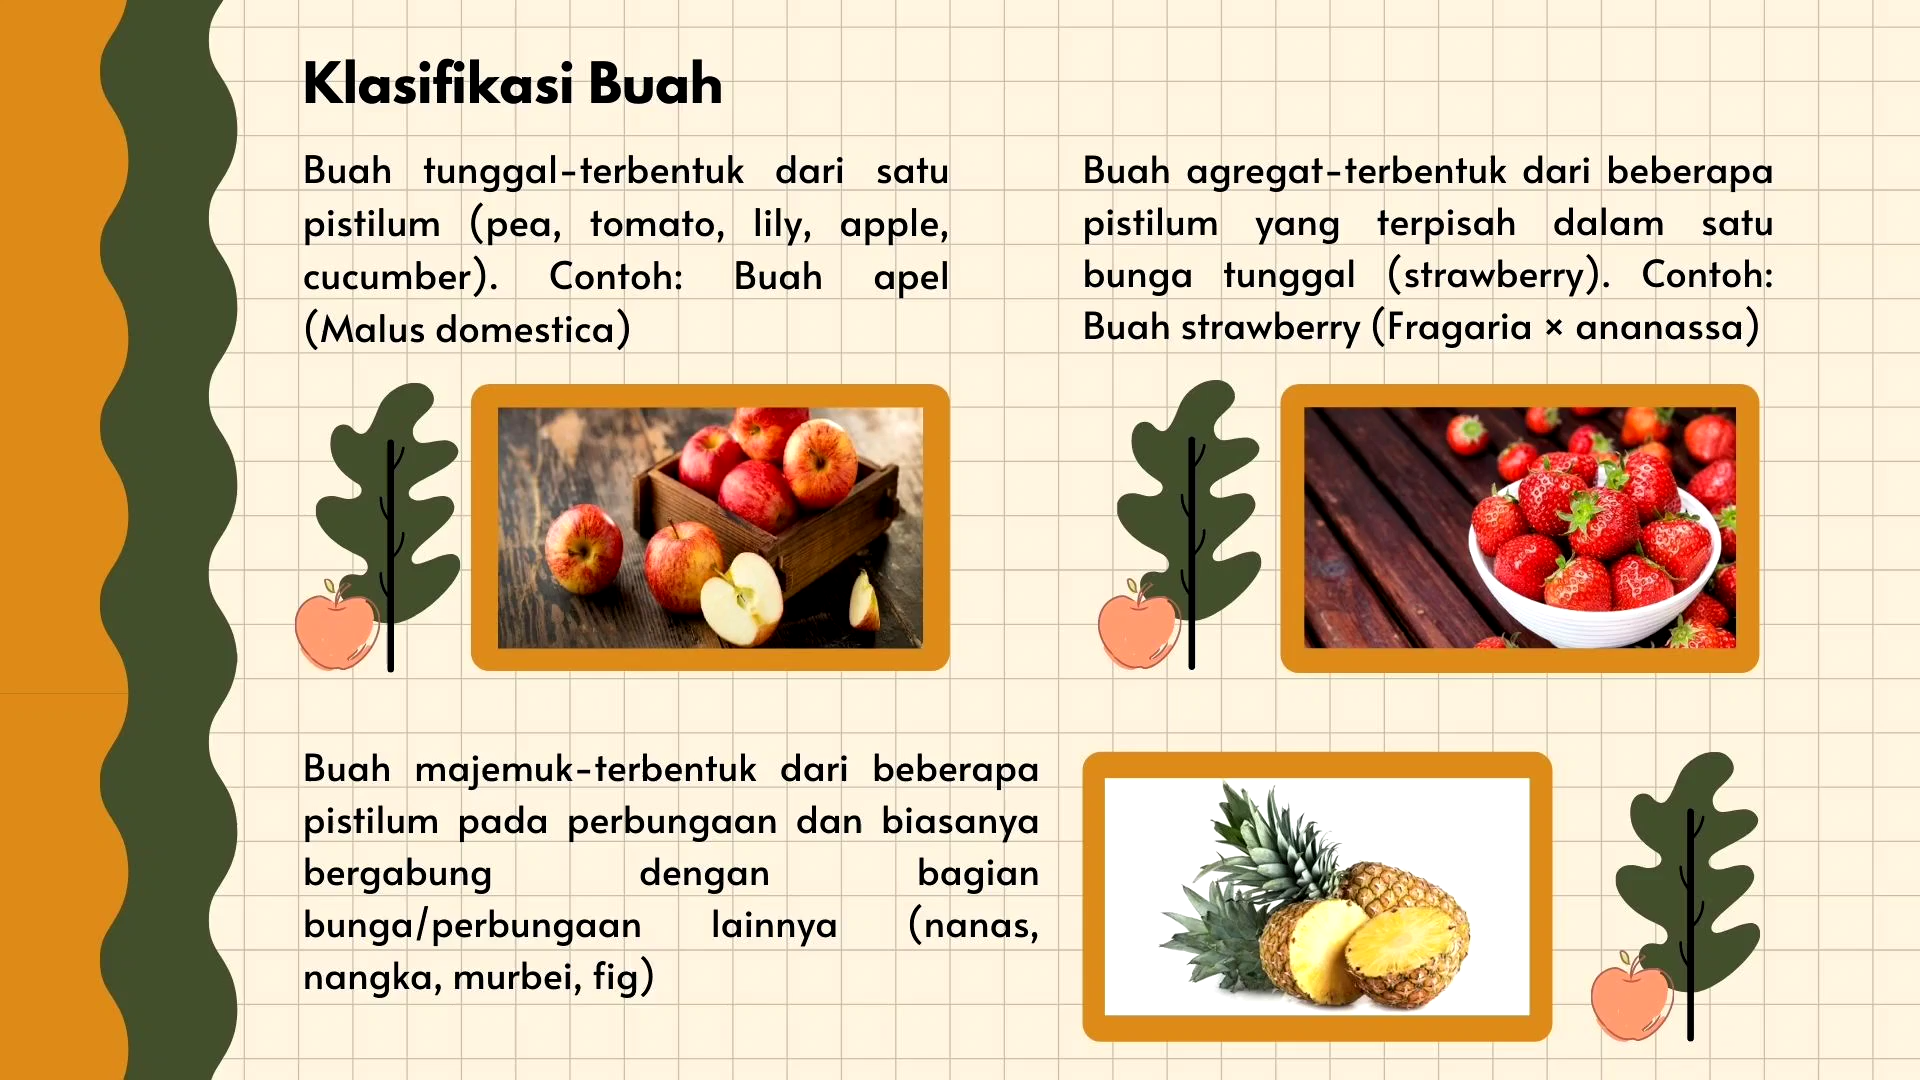 Klasifikasi Buah
Buah tunggal-terbentuk dari satu
pistilum (pea, tomato, lily, apple,
cucumber). Contoh: Buah apel
(Malus domestica)
Buah agregat-terbentuk dari beberapa
pistilum yang terpisah dalam satu
bunga tunggal (strawberry). Contoh:
Buah strawberry (Fragaria × ananassa)
Buah majemuk-terbentuk dari beberapa
pistilum pada perbungaan dan biasanya
bergabung dengan bagian
bunga/perbungaan lainnya (nanas,
nangka, murbei, fig)